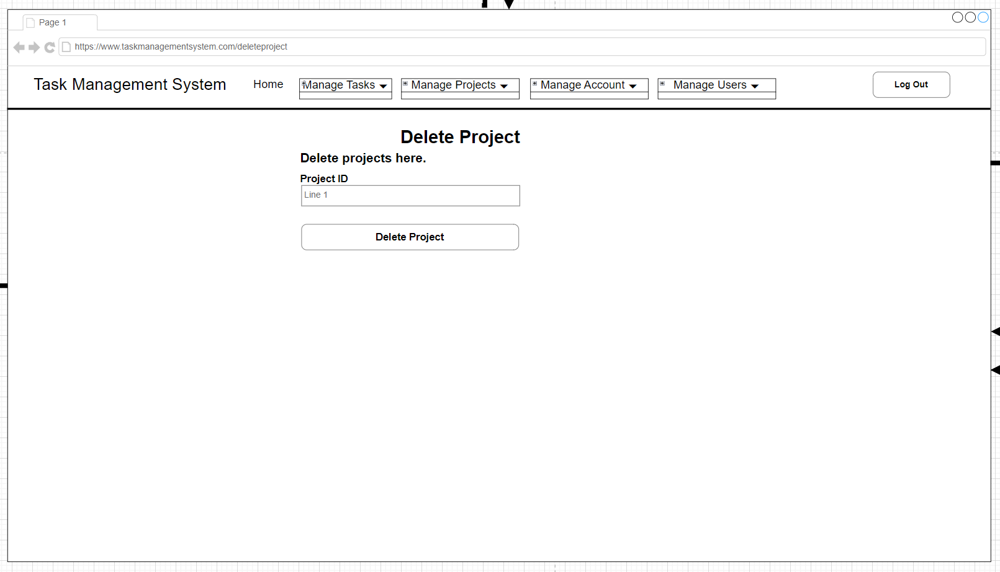 Page 1
https://www.taskmanagementsystem.com/deleteproject
Task Management System Home Manage Tasks Manage Projects Manage Account Manage Users Log Out
Delete Project
Delete projects here.
Project ID
Line 1
Delete Project